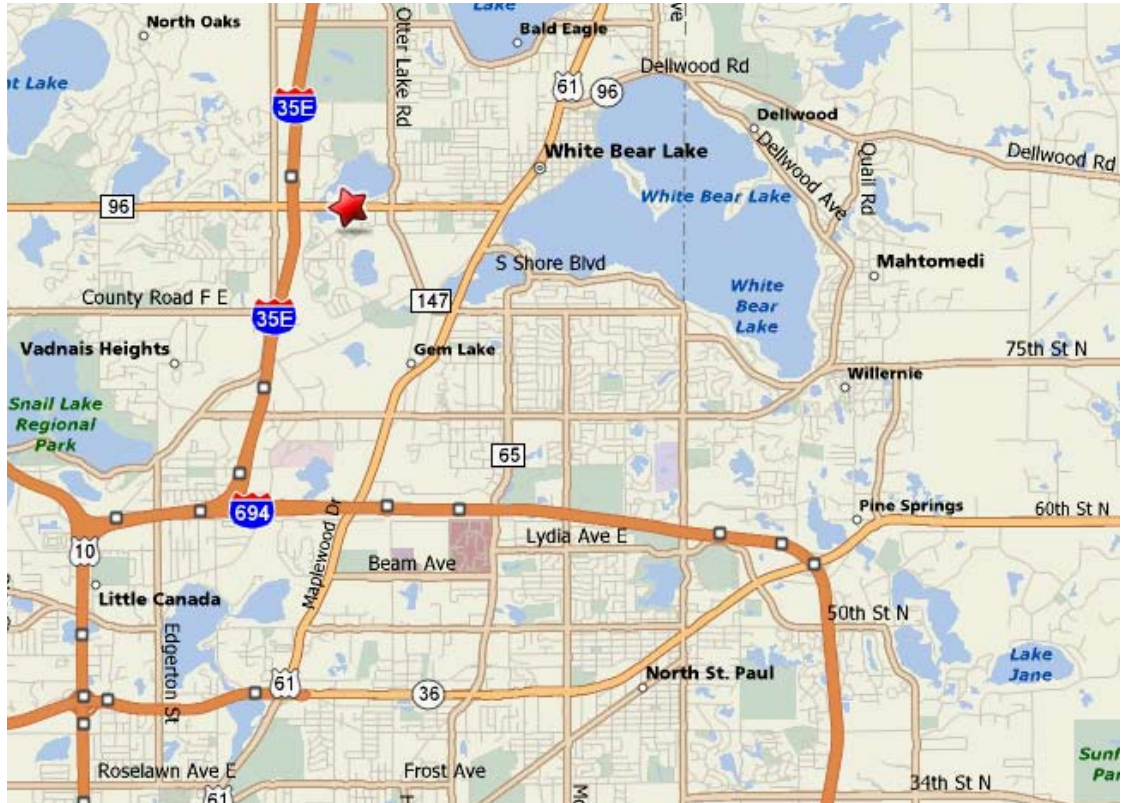 Lake
North Oaks
Otter Lake Rd
Bald Eagle
Dellwood Rd
61
96
35E
Dellwood
White Bear Lake
Dellwood Ave
Quail Rd
Dellwood Rd
White Bear Lake
96
S Shore Blvd
Mahtomedi
White
Bear
Lake
County Road F E
147
35E
Vadnais Heights
Gem Lake
75th St N
Willernie
Snail Lake
Regional
Park
65
Pine Springs
694
60th St N
Maplewood Dr
Lydia Ave E
10
Beam Ave
Little Canada
50th St N
Edgerton St
Lake
Jane
North St. Paul
61
36
Roselawn Ave E
Frost Ave
34th St N
61